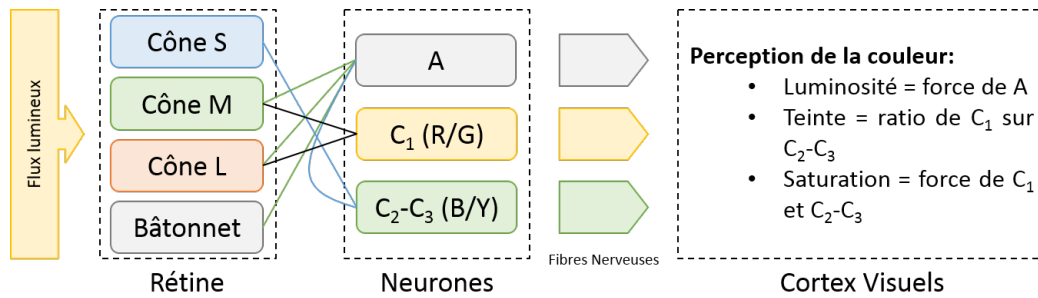 Flux lumineux
Cône S
Cône M
Cône L
Bâtonnet
Rétine
A
C₁ (R/G)
C₂-C₃ (B/Y)
Neurones
Fibres Nerveuses
Perception de la couleur:
• Luminosité = force de A
• Teinte = ratio de C₁ sur
C₂-C₃
• Saturation = force de C₁
et C₂-C₃
Cortex Visuels